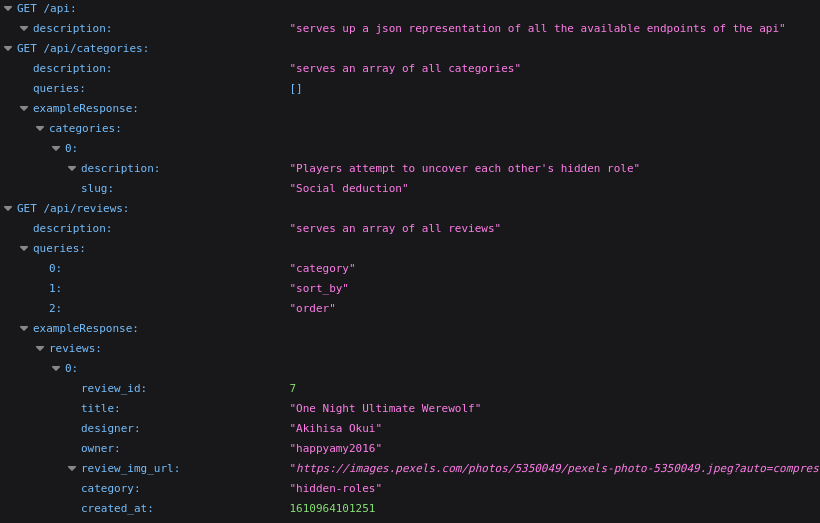 GET /api:
description: "serves up a json representation of all the available endpoints of the api"
GET /api/categories:
description: "serves an array of all categories"
queries: []
exampleResponse:
categories:
0:
description: "Players attempt to uncover each other's hidden role"
slug: "Social deduction"
GET /api/reviews:
description: "serves an array of all reviews"
queries:
0: "category"
1: "sort_by"
2: "order"
exampleResponse:
reviews:
0:
review_id: 7
title: "One Night Ultimate Werewolf"
designer: "Akihisa Okui"
owner: "happyamy2016"
review_img_url: "https://images.pexels.com/photos/5350049/pexels-photo-5350049.jpeg?auto=compres
category: "hidden-roles"
created_at: 1610964101251